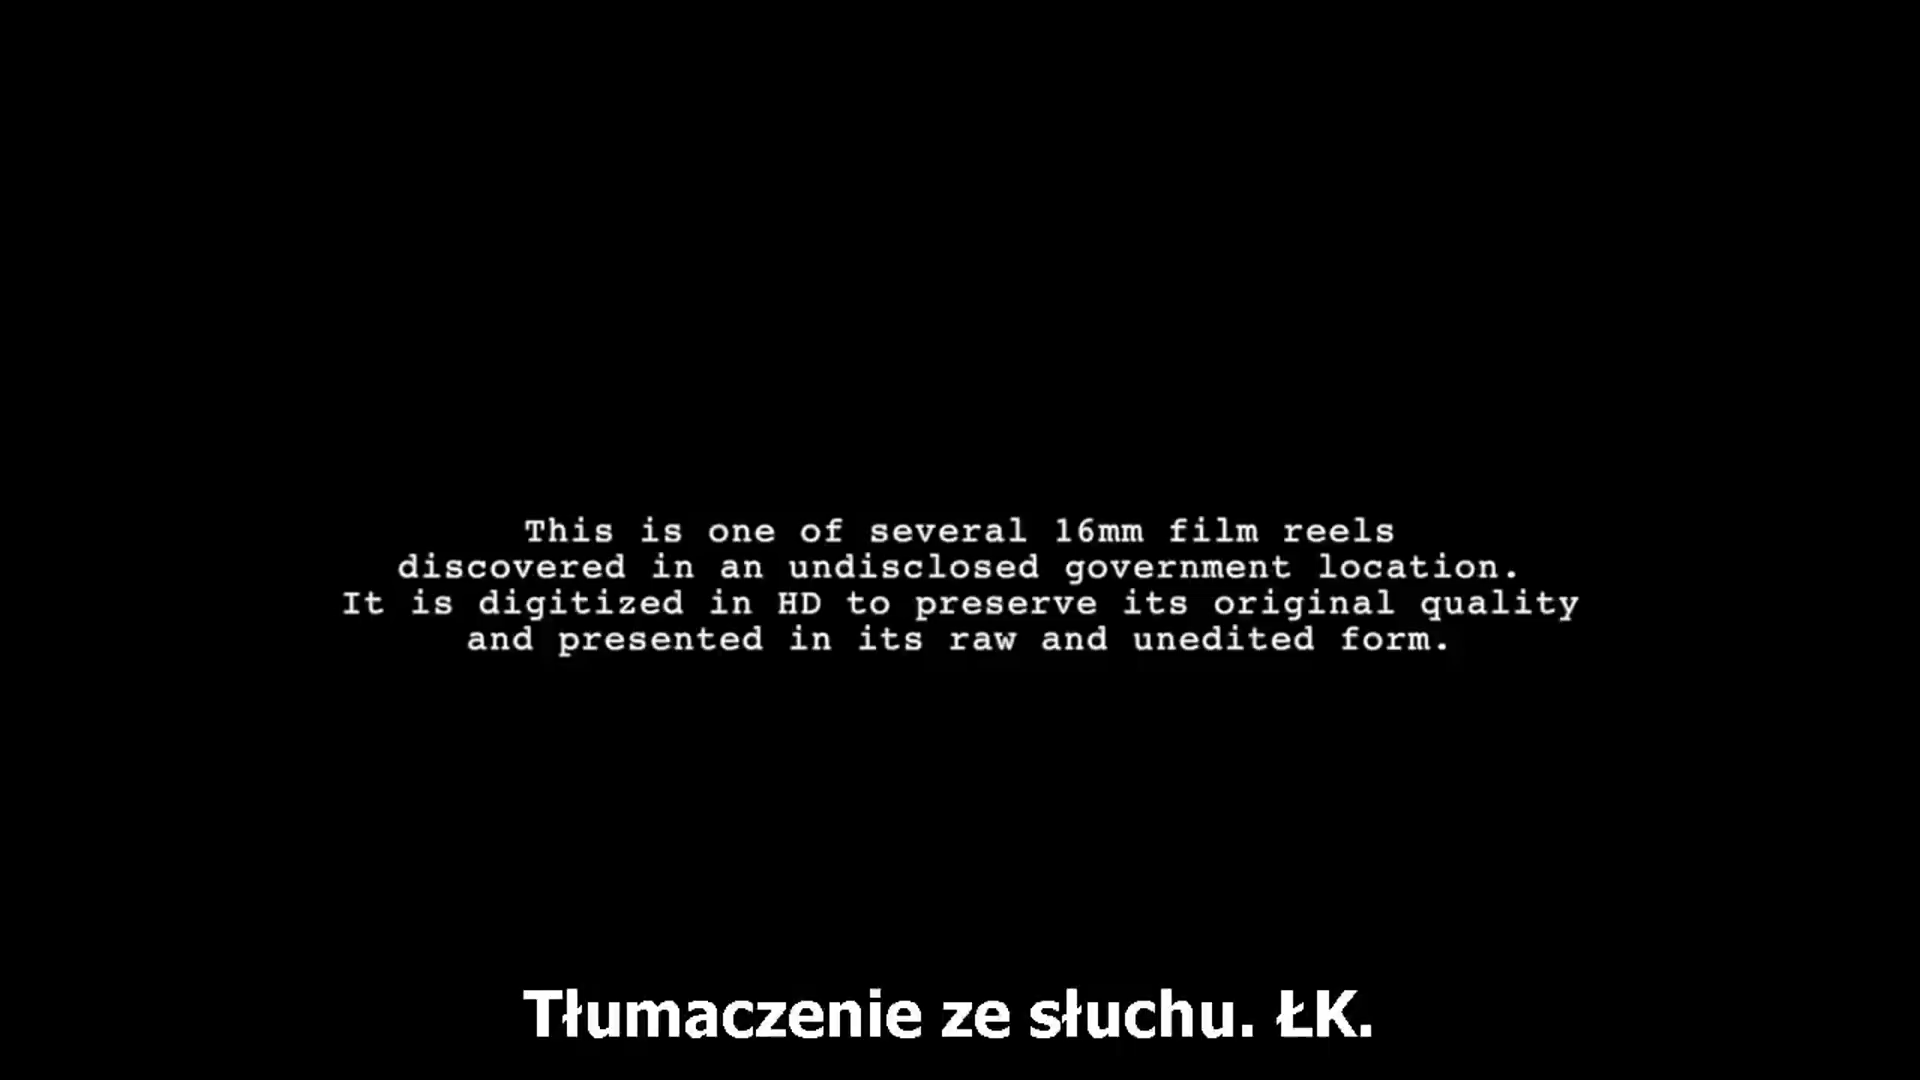 This is one of several 16mm film reels
discovered in an undisclosed government location.
It is digitized in HD to preserve its original quality
and presented in its raw and unedited form.
Tłumaczenie ze słuchu. ŁK.